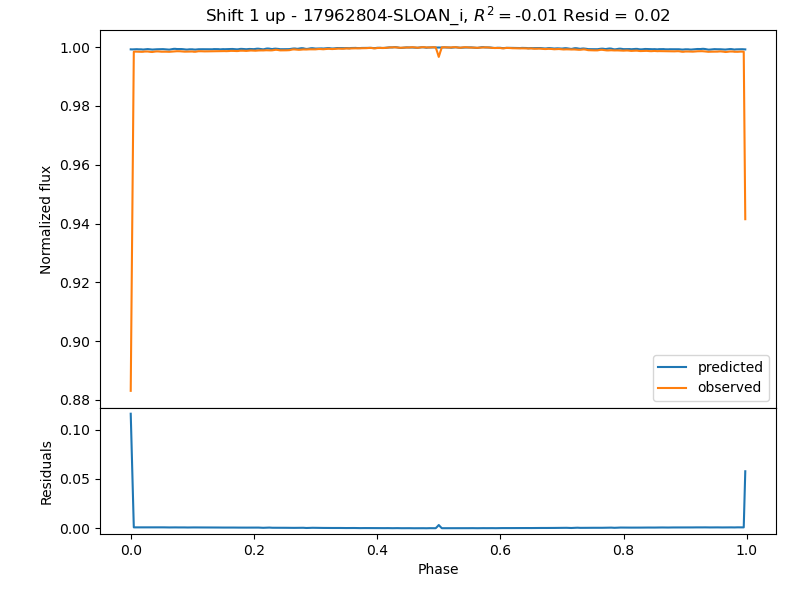 Shift 1 up - 17962804-SLOAN_i, R² = -0.01 Resid = 0.02
1.00
0.98
0.96
0.94
0.92
0.90
0.88
Normalized flux
predicted
observed
0.10
0.05
0.00
Residuals
0.0 0.2 0.4 0.6 0.8 1.0
Phase